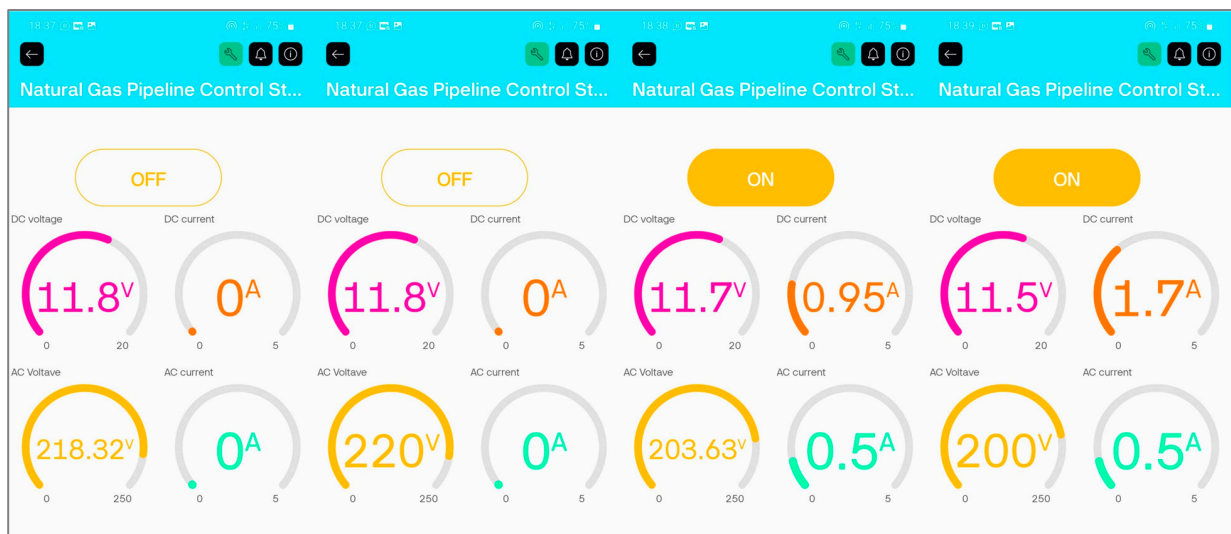 18:37
75
Natural Gas Pipeline Control St...
OFF
DC voltage
11.8V
0 20
DC current
0A
0 5
AC Voltave
218.32V
0 250
AC current
0A
0 5
18:37
75
Natural Gas Pipeline Control St...
OFF
DC voltage
11.8V
0 20
DC current
0A
0 5
AC Voltave
220V
0 250
AC current
0A
0 5
18:38
75
Natural Gas Pipeline Control St...
ON
DC voltage
11.7V
0 20
DC current
0.95A
0 5
AC Voltave
203.63V
0 250
AC current
0.5A
0 5
18:39
75
Natural Gas Pipeline Control St...
ON
DC voltage
11.5V
0 20
DC current
1.7A
0 5
AC Voltave
200V
0 250
AC current
0.5A
0 5